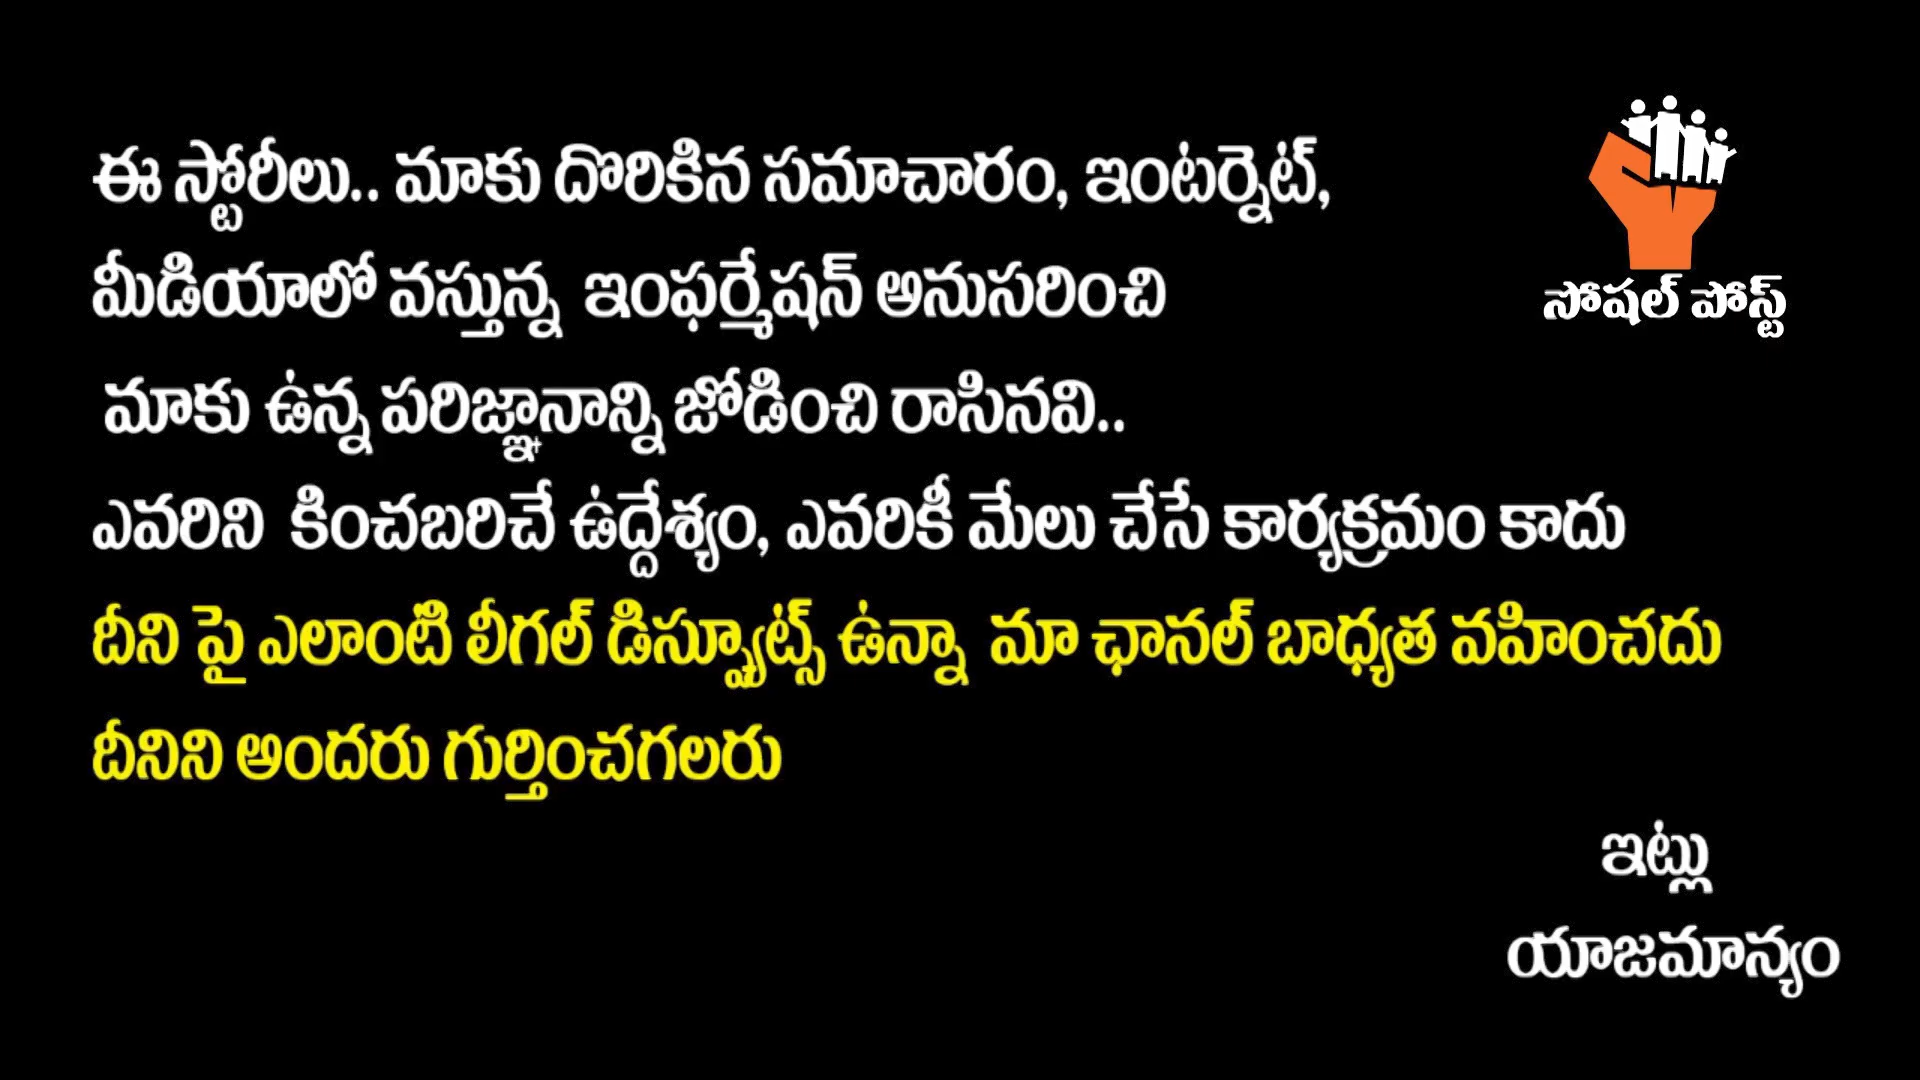 ఈ స్టోరీలు.. మాకు దొరికిన సమాచారం, ఇంటర్నెట్,
మీడియాలో వస్తున్న ఇంఫర్మేషన్ అనుసరించి
మాకు ఉన్న పరిజ్ఞానాన్ని జోడించి రాసినవి..
ఎవరిని కించబరిచే ఉద్దేశ్యం, ఎవరికీ మేలు చేసే కార్యక్రమం కాదు
దీని పై ఎలాంటి లీగల్ డిస్ప్యూట్స్ ఉన్నా మా ఛానల్ బాధ్యత వహించదు
దీనిని అందరు గుర్తించగలరు
ఇట్లు
యాజమాన్యం
సోషల్ పోస్ట్